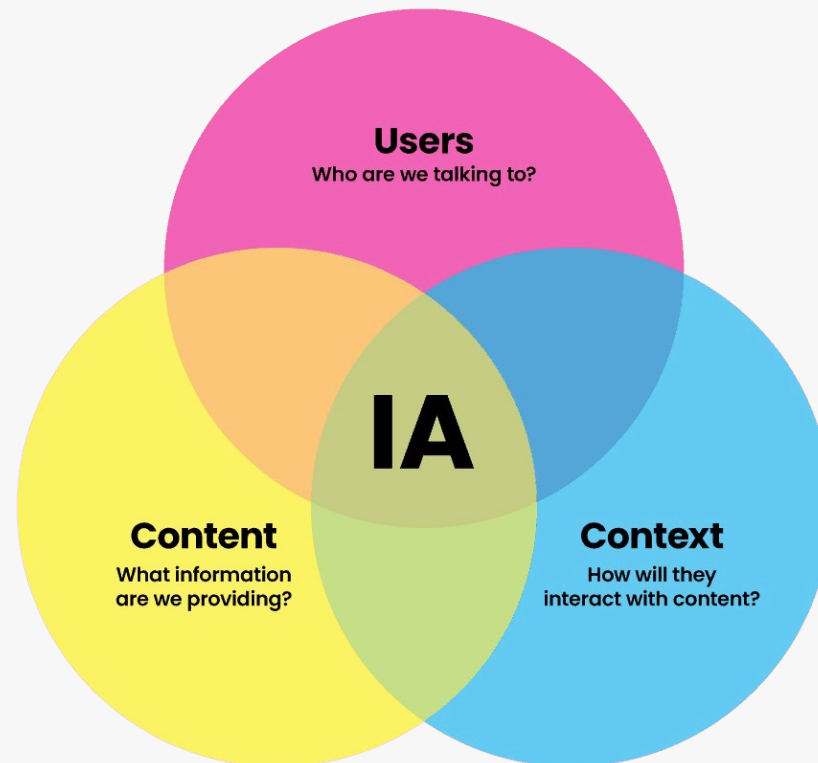 Users
Who are we talking to?
IA
Content
What information
are we providing?
Context
How will they
interact with content?